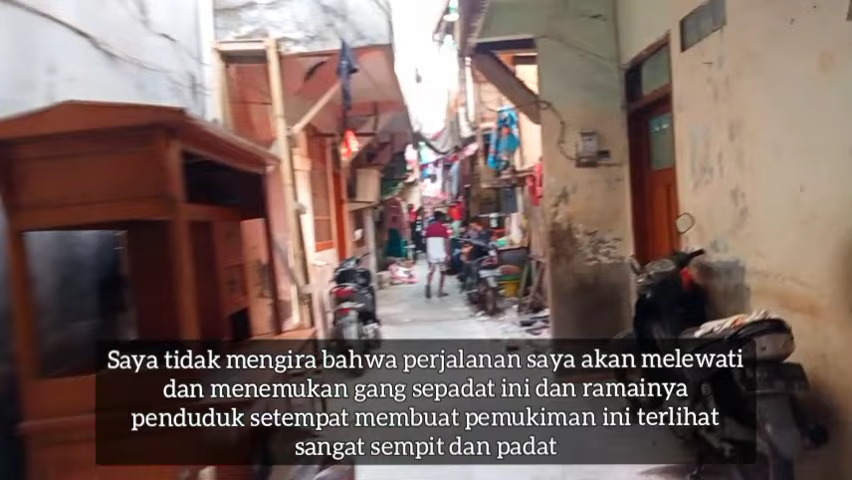 Saya tidak mengira bahwa perjalanan saya akan melewati
dan menemukan gang sepadat ini dan ramainya
penduduk setempat membuat pemukiman ini terlihat
sangat sempit dan padat